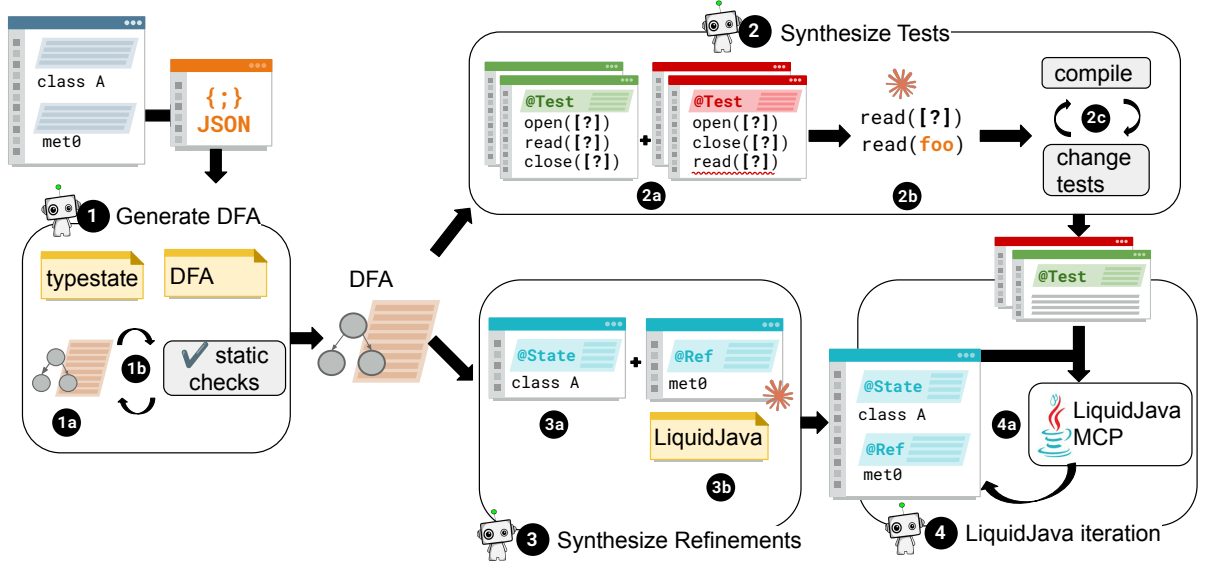 class A
met0
{;}
JSON
1 Generate DFA
typestate
DFA
1a
1b
✔ static
checks
DFA
2 Synthesize Tests
@Test
open([?])
read([?])
close([?])
+
@Test
open([?])
close([?])
read([?])
2a
read([?])
read(foo)
2b
compile
2c
change
tests
@Test
@State
class A
3a
+
@Ref
met0
LiquidJava
3b
3 Synthesize Refinements
@State
class A
@Ref
met0
4a
LiquidJava
MCP
4 LiquidJava iteration